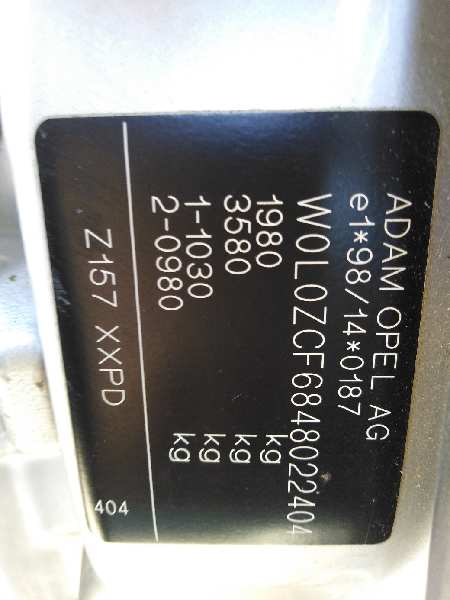 ADAM OPEL AG
e1*98/14*0187
W0L0ZCF6848022404
1980 kg
3580 kg
1-1030 kg
2-0980 kg
Z157 XXPD 404